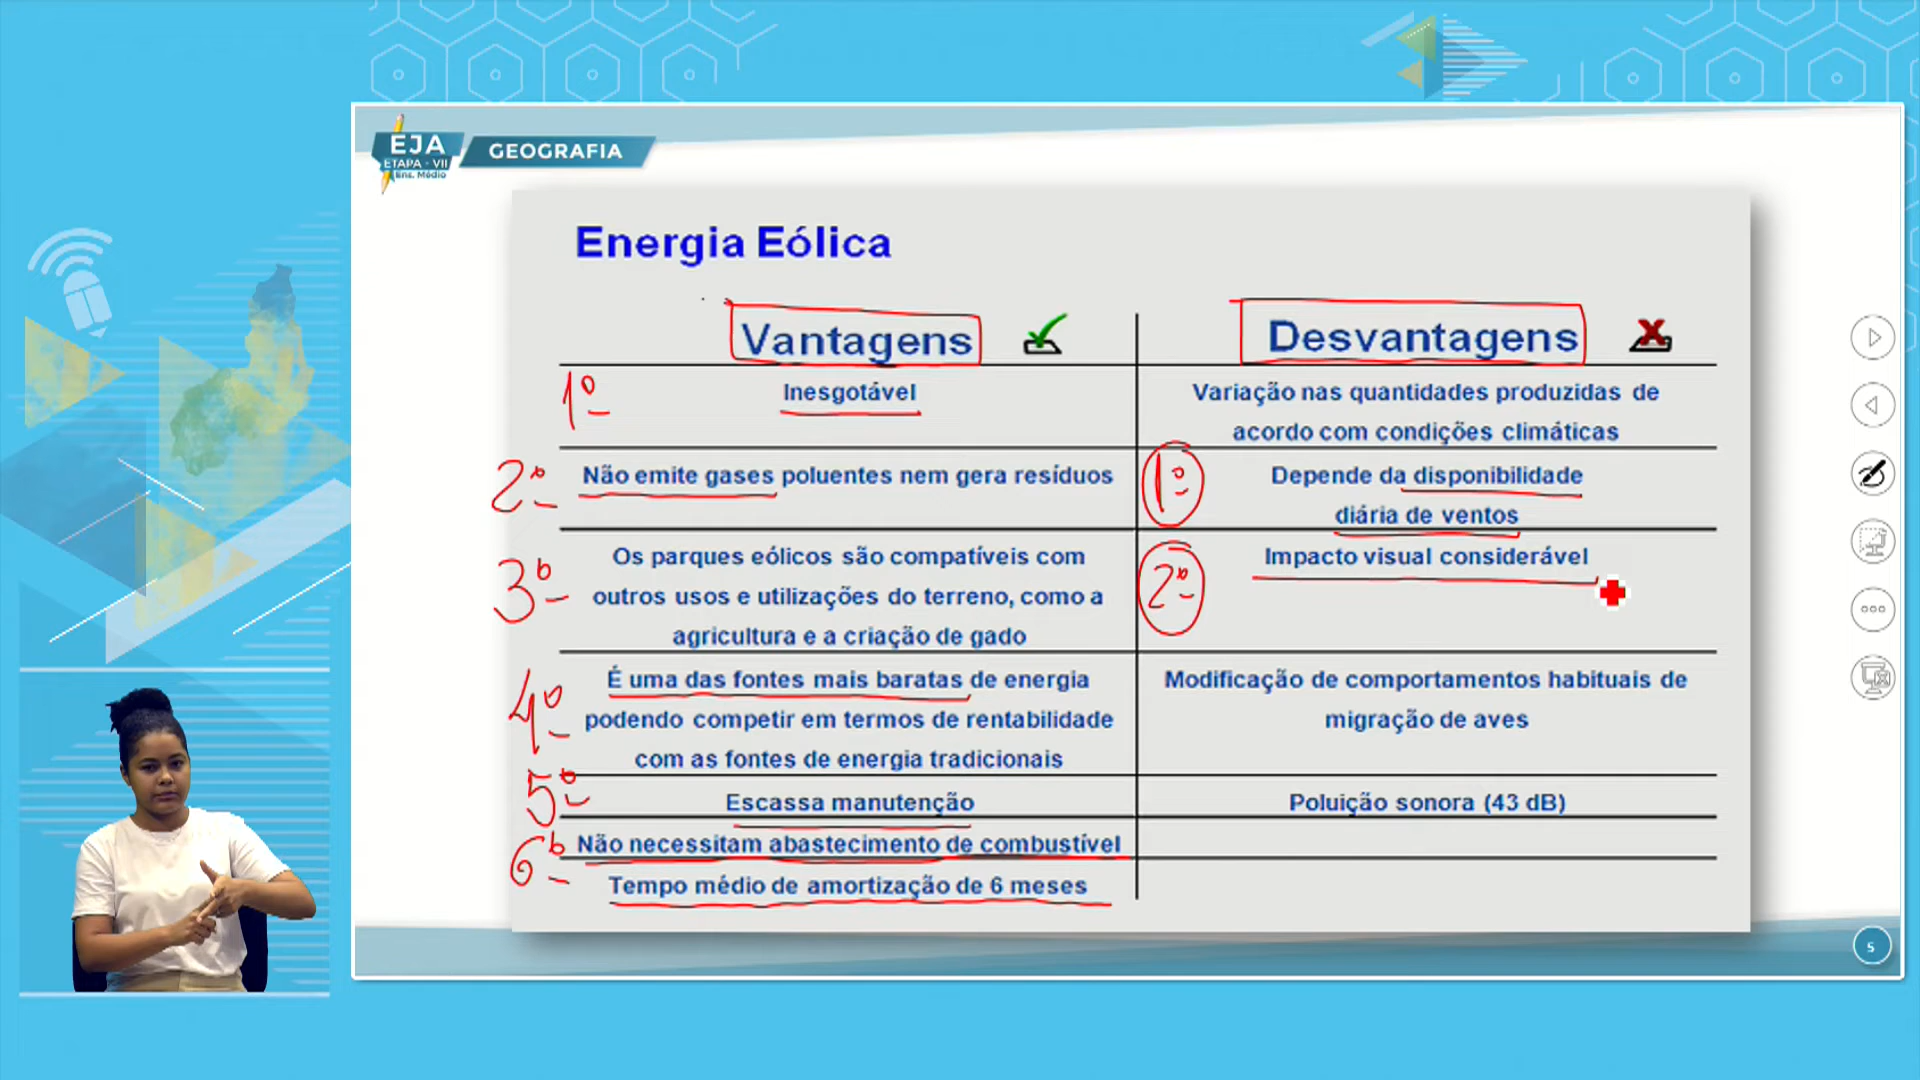 EJA
ETAPA - VII
Ens. Médio
GEOGRAFIA
Energia Eólica
Vantagens
Desvantagens
1º
Inesgotável
Variação nas quantidades produzidas de
acordo com condições climáticas
2º
Não emite gases poluentes nem gera resíduos
1º
Depende da disponibilidade
diária de ventos
3º
Os parques eólicos são compatíveis com
outros usos e utilizações do terreno, como a
agricultura e a criação de gado
2º
Impacto visual considerável
4º
É uma das fontes mais baratas de energia
podendo competir em termos de rentabilidade
com as fontes de energia tradicionais
Modificação de comportamentos habituais de
migração de aves
5º
Escassa manutenção
Poluição sonora (43 dB)
6º
Não necessitam abastecimento de combustível
Tempo médio de amortização de 6 meses
5